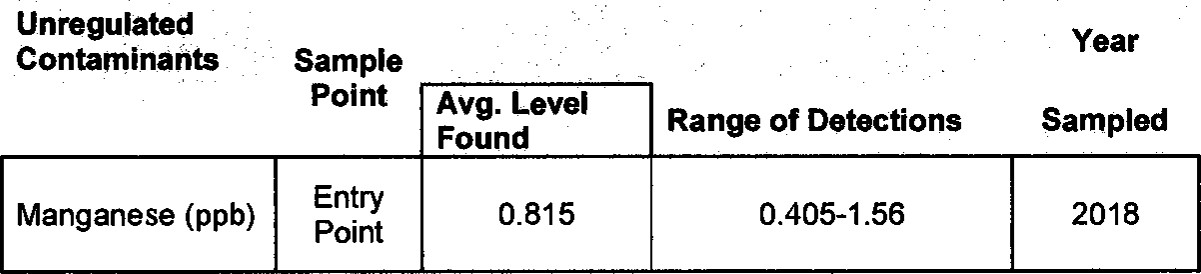 Unregulated
Contaminants
Sample
Point
Avg. Level
Found
Range of Detections
Year
Sampled
Manganese (ppb)
Entry
Point
0.815
0.405-1.56
2018